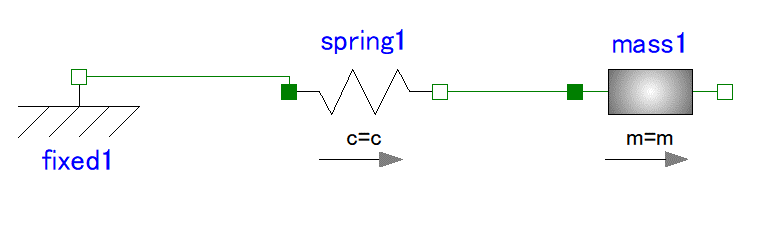 spring1
mass1
c=c
m=m
fixed1